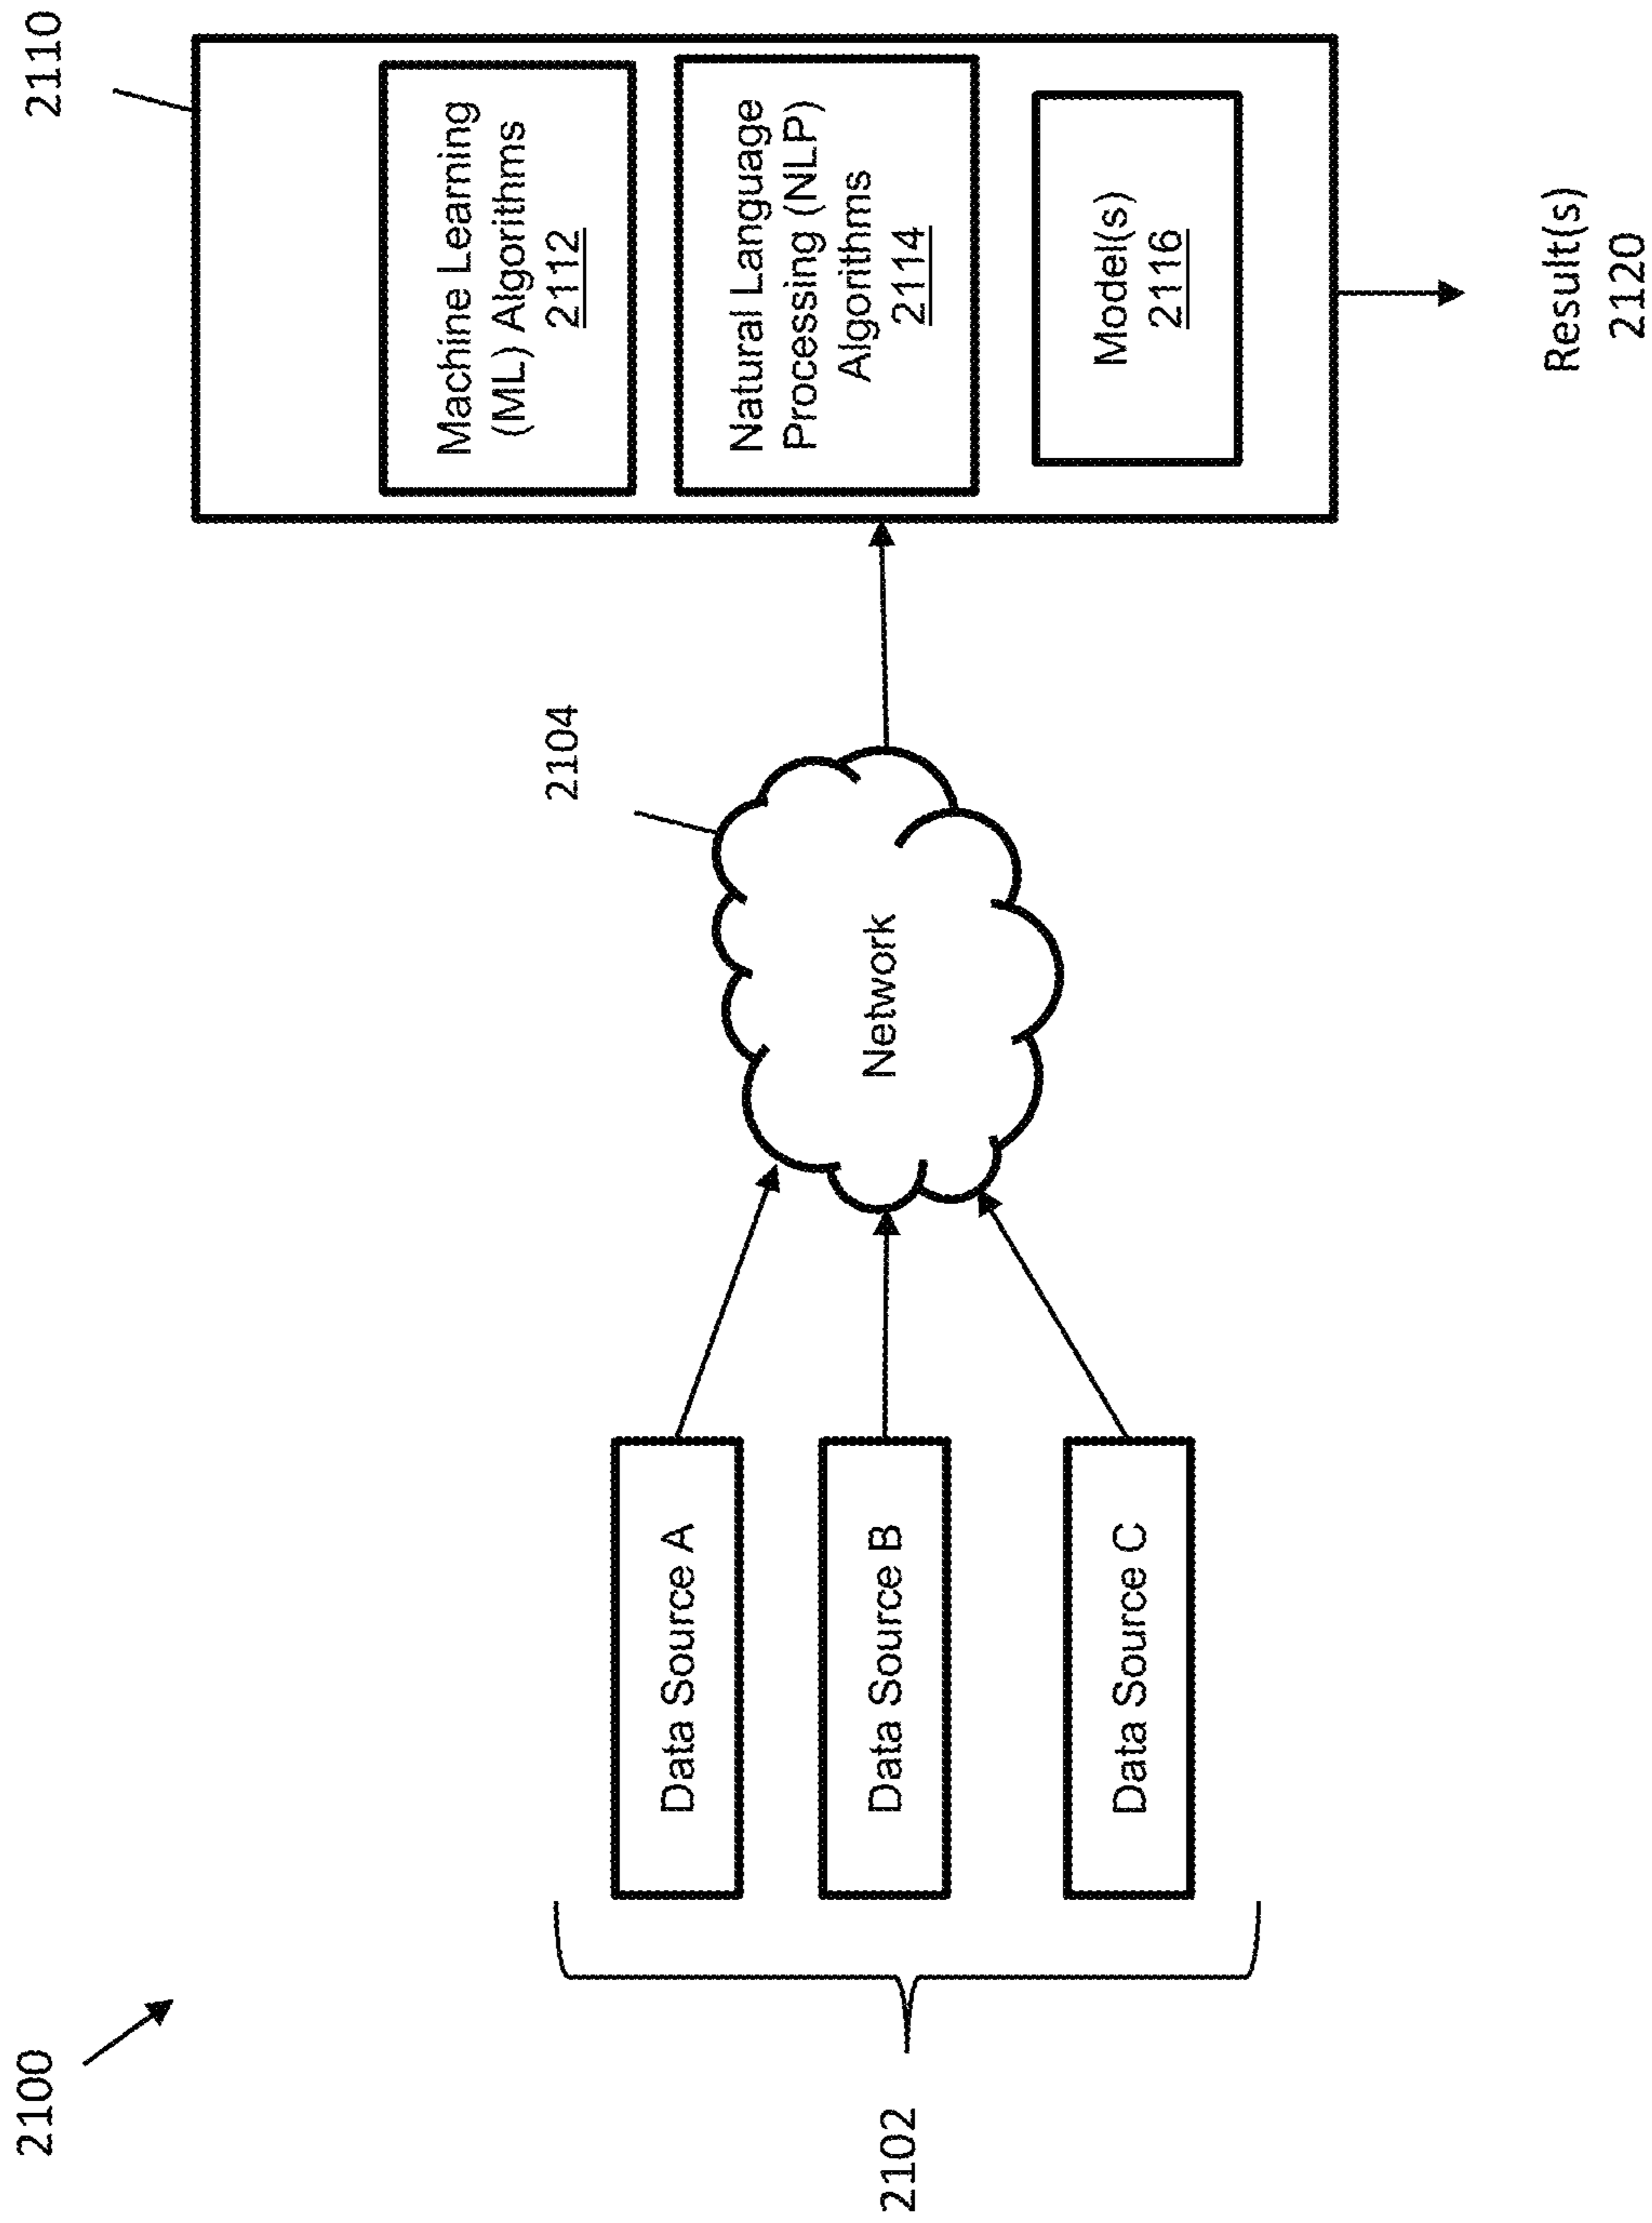 2100
2102
Data Source A
Data Source B
Data Source C
2104
Network
2110
Machine Learning
(ML) Algorithms
2112
Natural Language
Processing (NLP)
Algorithms
2114
Model(s)
2116
Result(s)
2120